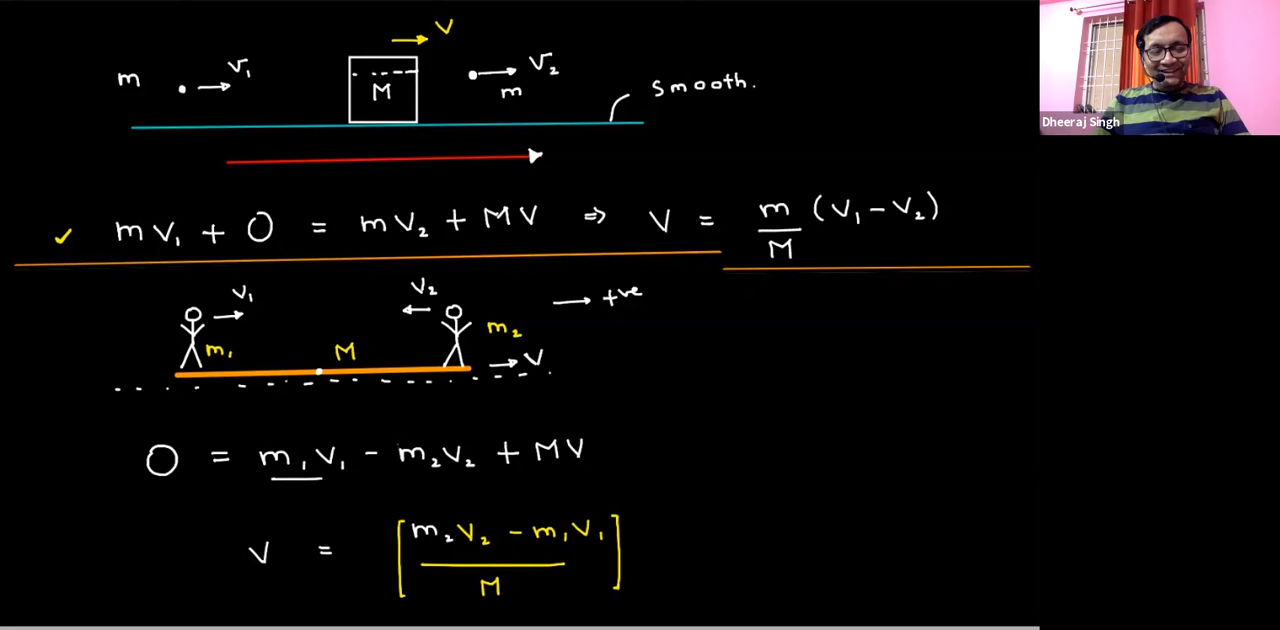 V
m V₁ M V₂ m smooth.
✓ mV₁ + 0 = mV₂ + MV ⇒ V = m/M (V₁ - V₂)
V₁ V₂ → +ve
m₁ M m₂ → V
0 = m₁V₁ - m₂V₂ + MV
V = [m₂V₂ - m₁V₁ / M]
Dheeraj Singh